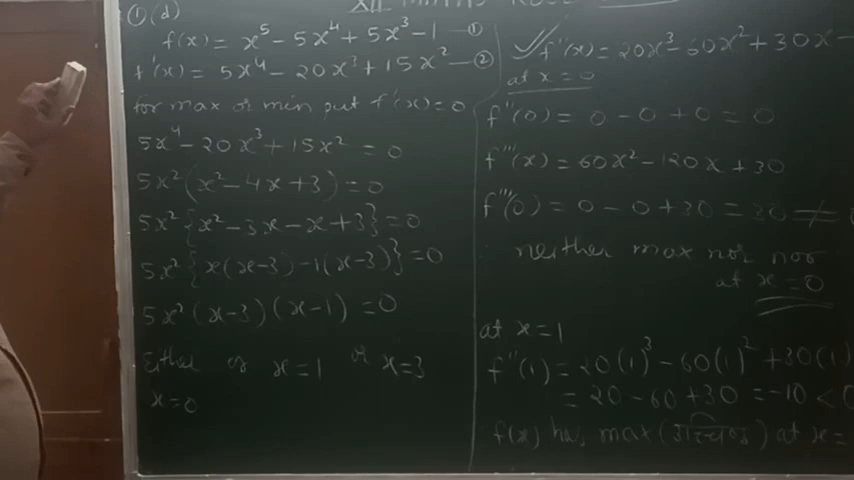 XII MATHS
① (d)
f(x) = x⁵ - 5x⁴ + 5x³ - 1 —①
f'(x) = 5x⁴ - 20x³ + 15x² —②
for max or min put f'(x) = 0
5x⁴ - 20x³ + 15x² = 0
5x²(x² - 4x + 3) = 0
5x²{x² - 3x - x + 3} = 0
5x²{x(x-3) - 1(x-3)} = 0
5x²(x-3)(x-1) = 0
Either or x = 1 or x = 3
x = 0
f''(x) = 20x³ - 60x² + 30x -
at x = 0
f''(0) = 0 - 0 + 0 = 0
f'''(x) = 60x² - 120x + 30
f'''(0) = 0 - 0 + 30 = 30 ≠ 0
neither max nor nor
at x = 0
at x = 1
f''(1) = 20(1)³ - 60(1)² + 30(1)
= 20 - 60 + 30 = -10 < 0
f(x) has max () at x =